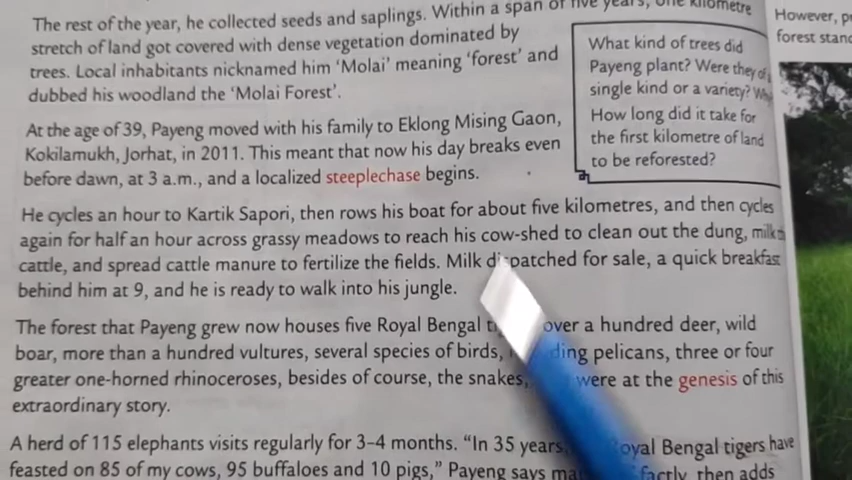 The rest of the year, he collected seeds and saplings. Within a span of five years, one kilometre
stretch of land got covered with dense vegetation dominated by
trees. Local inhabitants nicknamed him ‘Molai’ meaning ‘forest’ and
dubbed his woodland the ‘Molai Forest’.
What kind of trees did
Payeng plant? Were they of
single kind or a variety?
How long did it take for
the first kilometre of land
to be reforested?
At the age of 39, Payeng moved with his family to Eklong Mising Gaon,
Kokilamukh, Jorhat, in 2011. This meant that now his day breaks even
before dawn, at 3 a.m., and a localized steeplechase begins.
He cycles an hour to Kartik Sapori, then rows his boat for about five kilometres, and then cycles
again for half an hour across grassy meadows to reach his cow-shed to clean out the dung, milk
cattle, and spread cattle manure to fertilize the fields. Milk dispatched for sale, a quick breakfast
behind him at 9, and he is ready to walk into his jungle.
The forest that Payeng grew now houses five Royal Bengal over a hundred deer, wild
boar, more than a hundred vultures, several species of birds, pelicans, three or four
greater one-horned rhinoceroses, besides of course, the snakes, were at the genesis of this
extraordinary story.
A herd of 115 elephants visits regularly for 3–4 months. “In 35 years, Royal Bengal tigers have
feasted on 85 of my cows, 95 buffaloes and 10 pigs,” Payeng says then adds
However,
forest